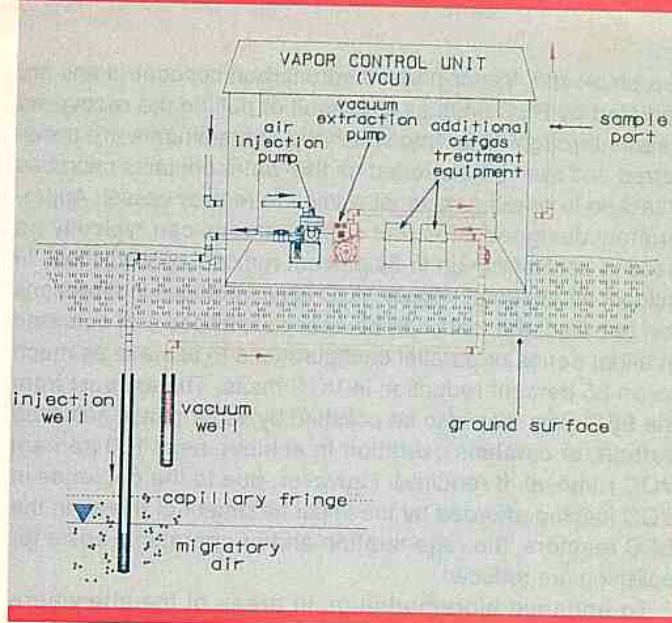 VAPOR CONTROL UNIT
(VCU)
vacuum
extraction
pump
air
injection
pump
additional
offgas
treatment
equipment
sample
port
injection
well
vacuum
well
ground surface
capillary fringe
migratory
air